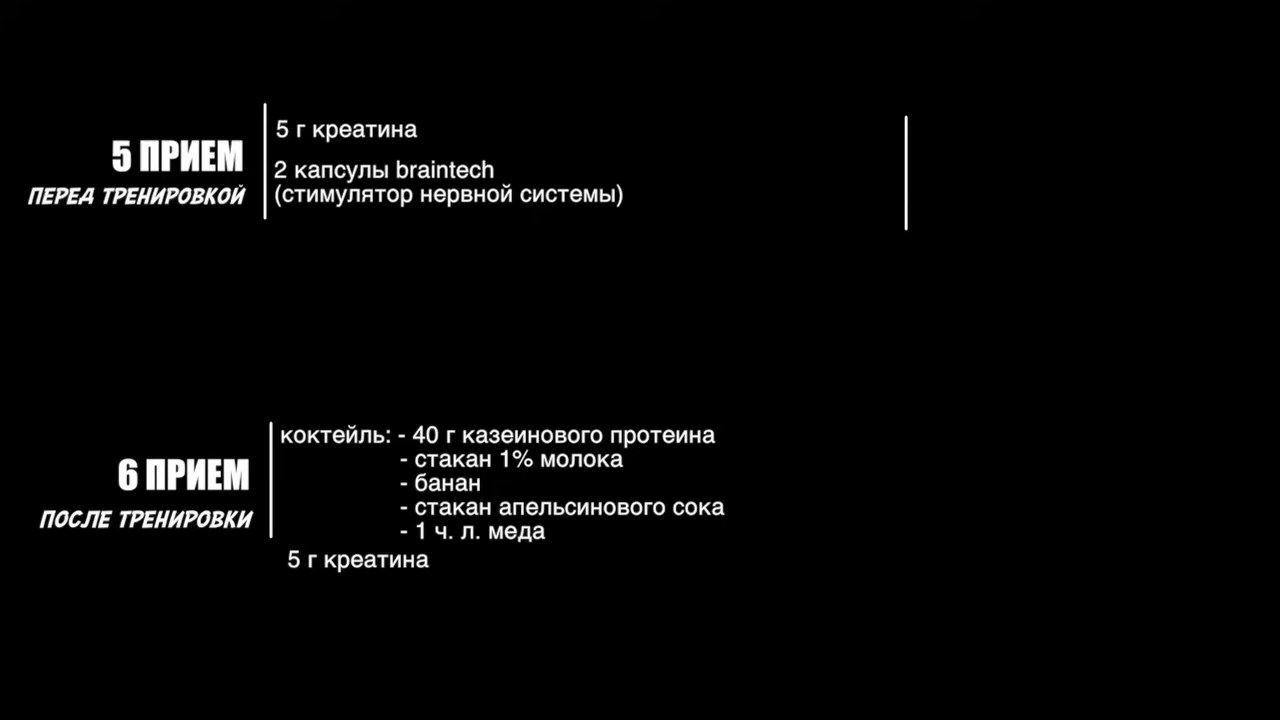 5 ПРИЕМ
ПЕРЕД ТРЕНИРОВКОЙ
5 г креатина
2 капсулы braintech
(стимулятор нервной системы)
6 ПРИЕМ
ПОСЛЕ ТРЕНИРОВКИ
коктейль: - 40 г казеинового протеина
- стакан 1% молока
- банан
- стакан апельсинового сока
- 1 ч. л. меда
5 г креатина